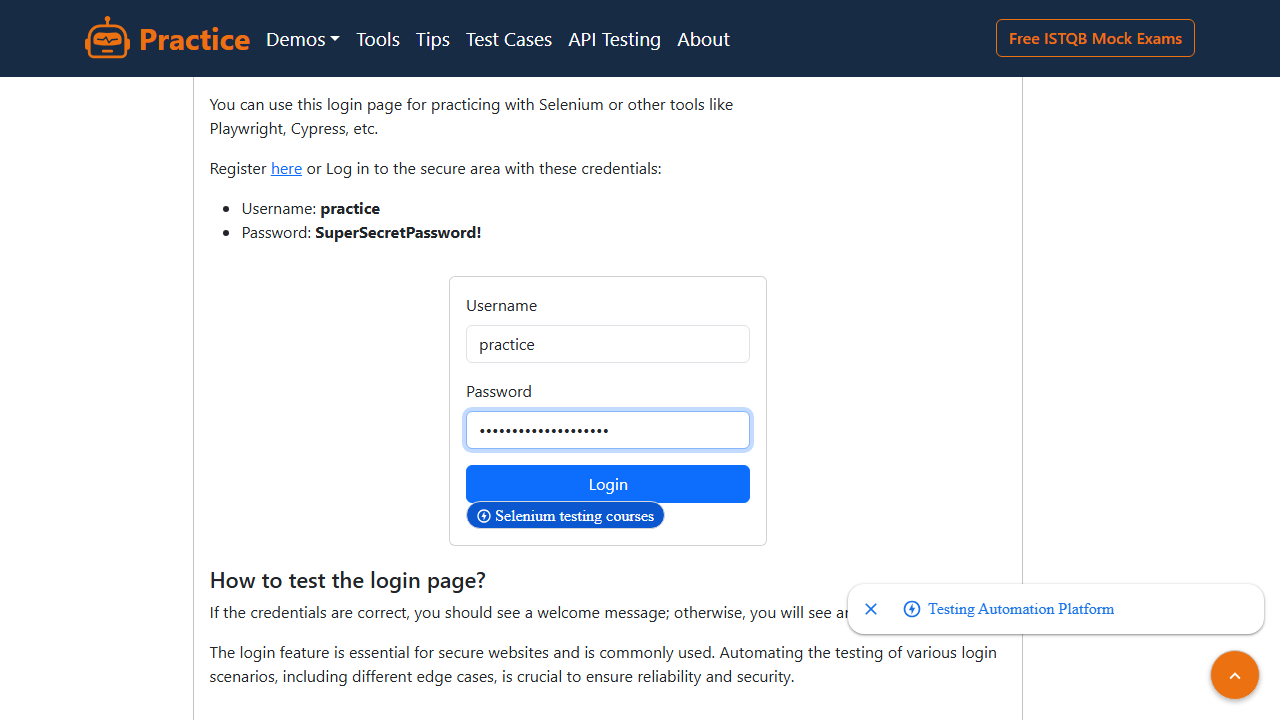 Practice
Demos
Tools
Tips
Test Cases
API Testing
About
Free ISTQB Mock Exams
You can use this login page for practicing with Selenium or other tools like
Playwright, Cypress, etc.
Register here or Log in to the secure area with these credentials:
Username: practice
Password: SuperSecretPassword!
Username
practice
Password
••••••••••••••••••••
Login
Selenium testing courses
How to test the login page?
If the credentials are correct, you should see a welcome message; otherwise, you will see
Testing Automation Platform
The login feature is essential for secure websites and is commonly used. Automating the testing of various login
scenarios, including different edge cases, is crucial to ensure reliability and security.